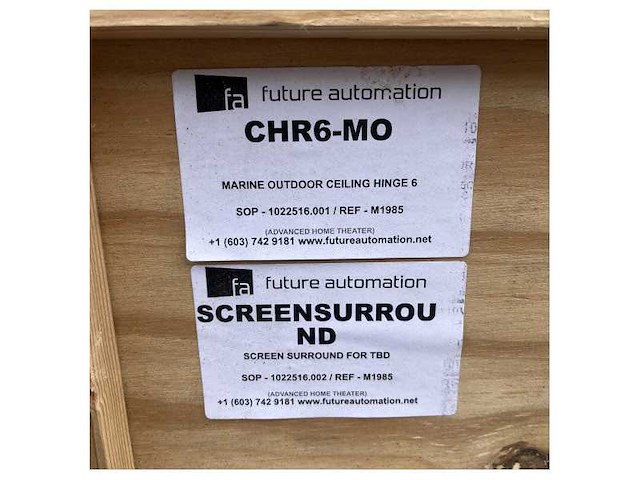 fa future automation
CHR6-MO
MARINE OUTDOOR CEILING HINGE 6
SOP - 1022516.001 / REF - M1985
(ADVANCED HOME THEATER)
+1 (603) 742 9181 www.futureautomation.net
fa future automation
SCREENSURROU
ND
SCREEN SURROUND FOR TBD
SOP - 1022516.002 / REF - M1985
(ADVANCED HOME THEATER)
+1 (603) 742 9181 www.futureautomation.net